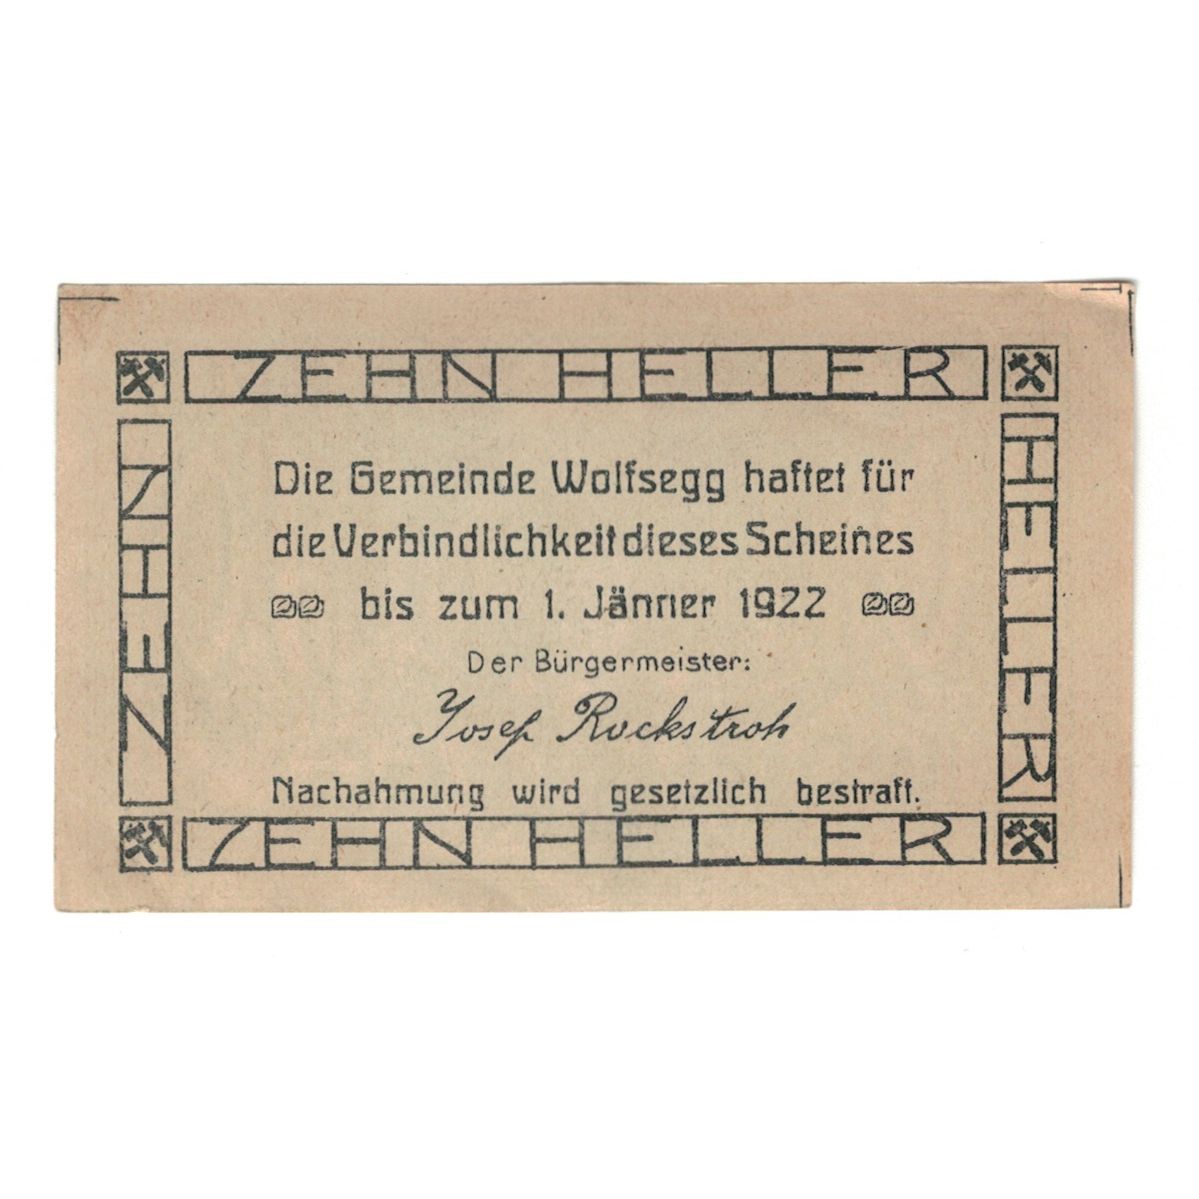 ZEHN HELLER
ZEHN
HELLER
Die Gemeinde Wolfsegg haftet für
die Verbindlichkeit dieses Scheines
bis zum 1. Jänner 1922
Der Bürgermeister:
Josef Rockstroh
Nachahmung wird gesetzlich bestraft.
ZEHN HELLER